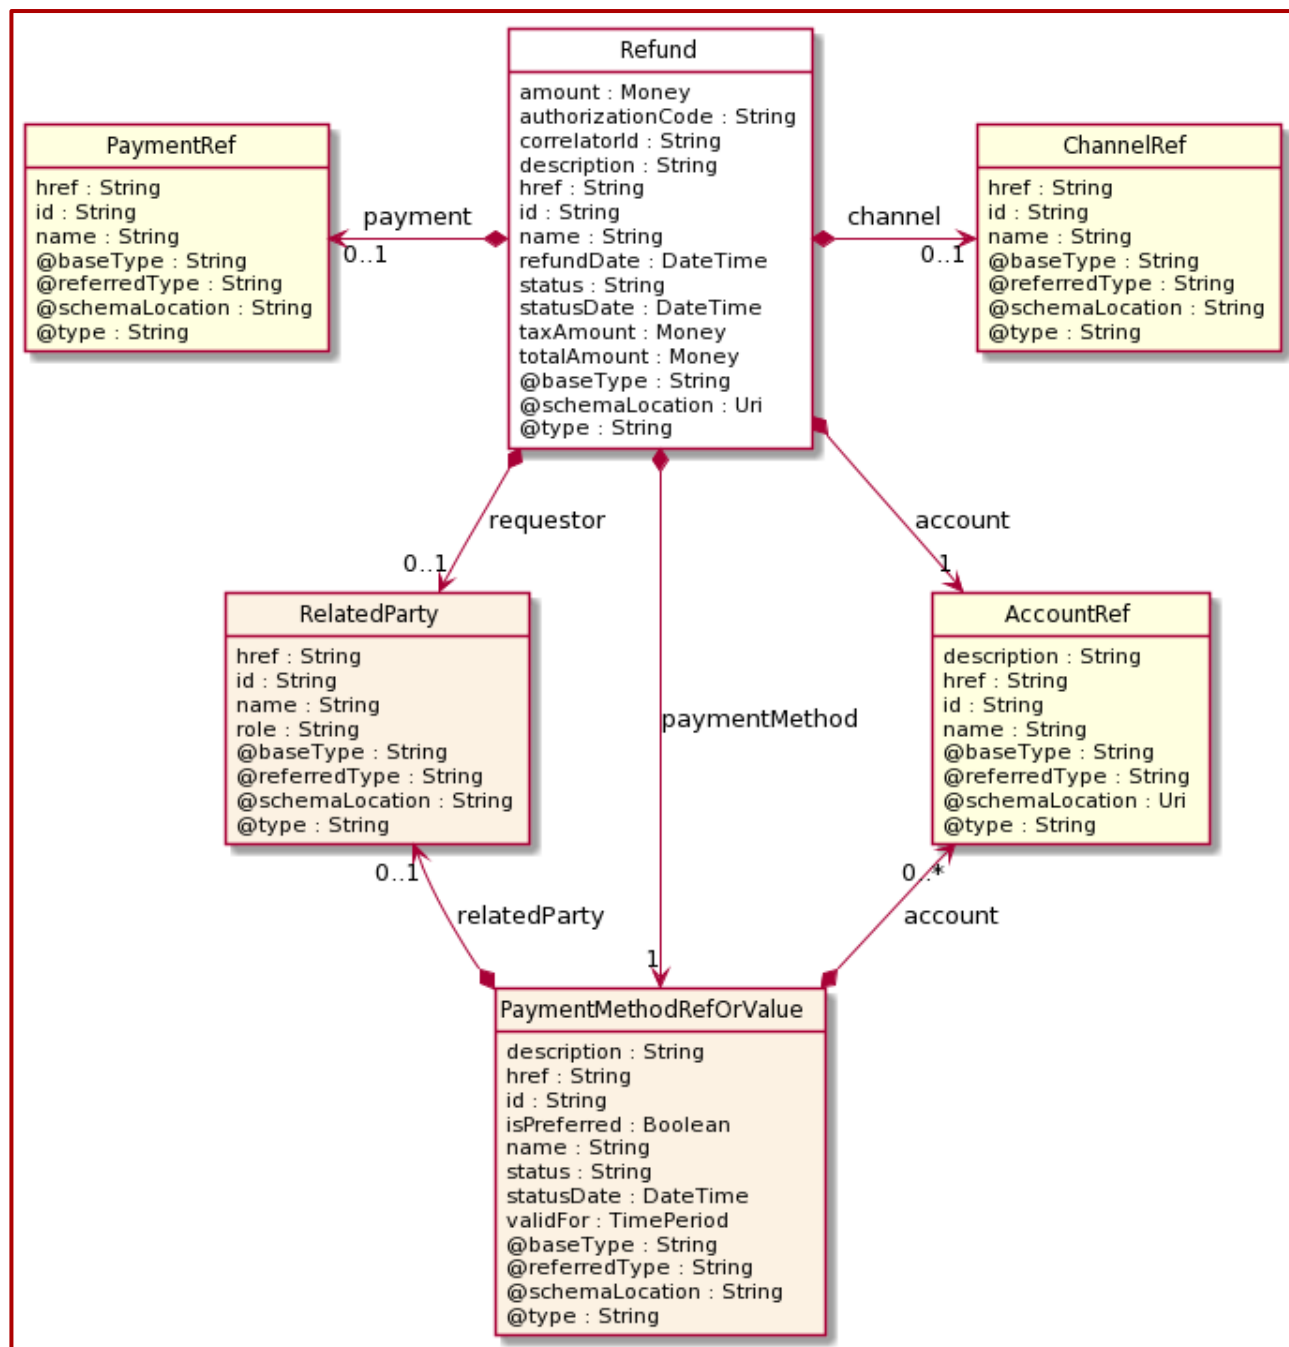 Refund
amount : Money
authorizationCode : String
correlatorId : String
description : String
href : String
id : String
name : String
refundDate : DateTime
status : String
statusDate : DateTime
taxAmount : Money
totalAmount : Money
@baseType : String
@schemaLocation : Uri
@type : String
PaymentRef
href : String
id : String
name : String
@baseType : String
@referredType : String
@schemaLocation : String
@type : String
payment
0..1
channel
0..1
ChannelRef
href : String
id : String
name : String
@baseType : String
@referredType : String
@schemaLocation : String
@type : String
requestor
0..1
account
1
RelatedParty
href : String
id : String
name : String
role : String
@baseType : String
@referredType : String
@schemaLocation : String
@type : String
paymentMethod
1
AccountRef
description : String
href : String
id : String
name : String
@baseType : String
@referredType : String
@schemaLocation : Uri
@type : String
0..1
relatedParty
0..*
account
PaymentMethodRefOrValue
description : String
href : String
id : String
isPreferred : Boolean
name : String
status : String
statusDate : DateTime
validFor : TimePeriod
@baseType : String
@referredType : String
@schemaLocation : String
@type : String